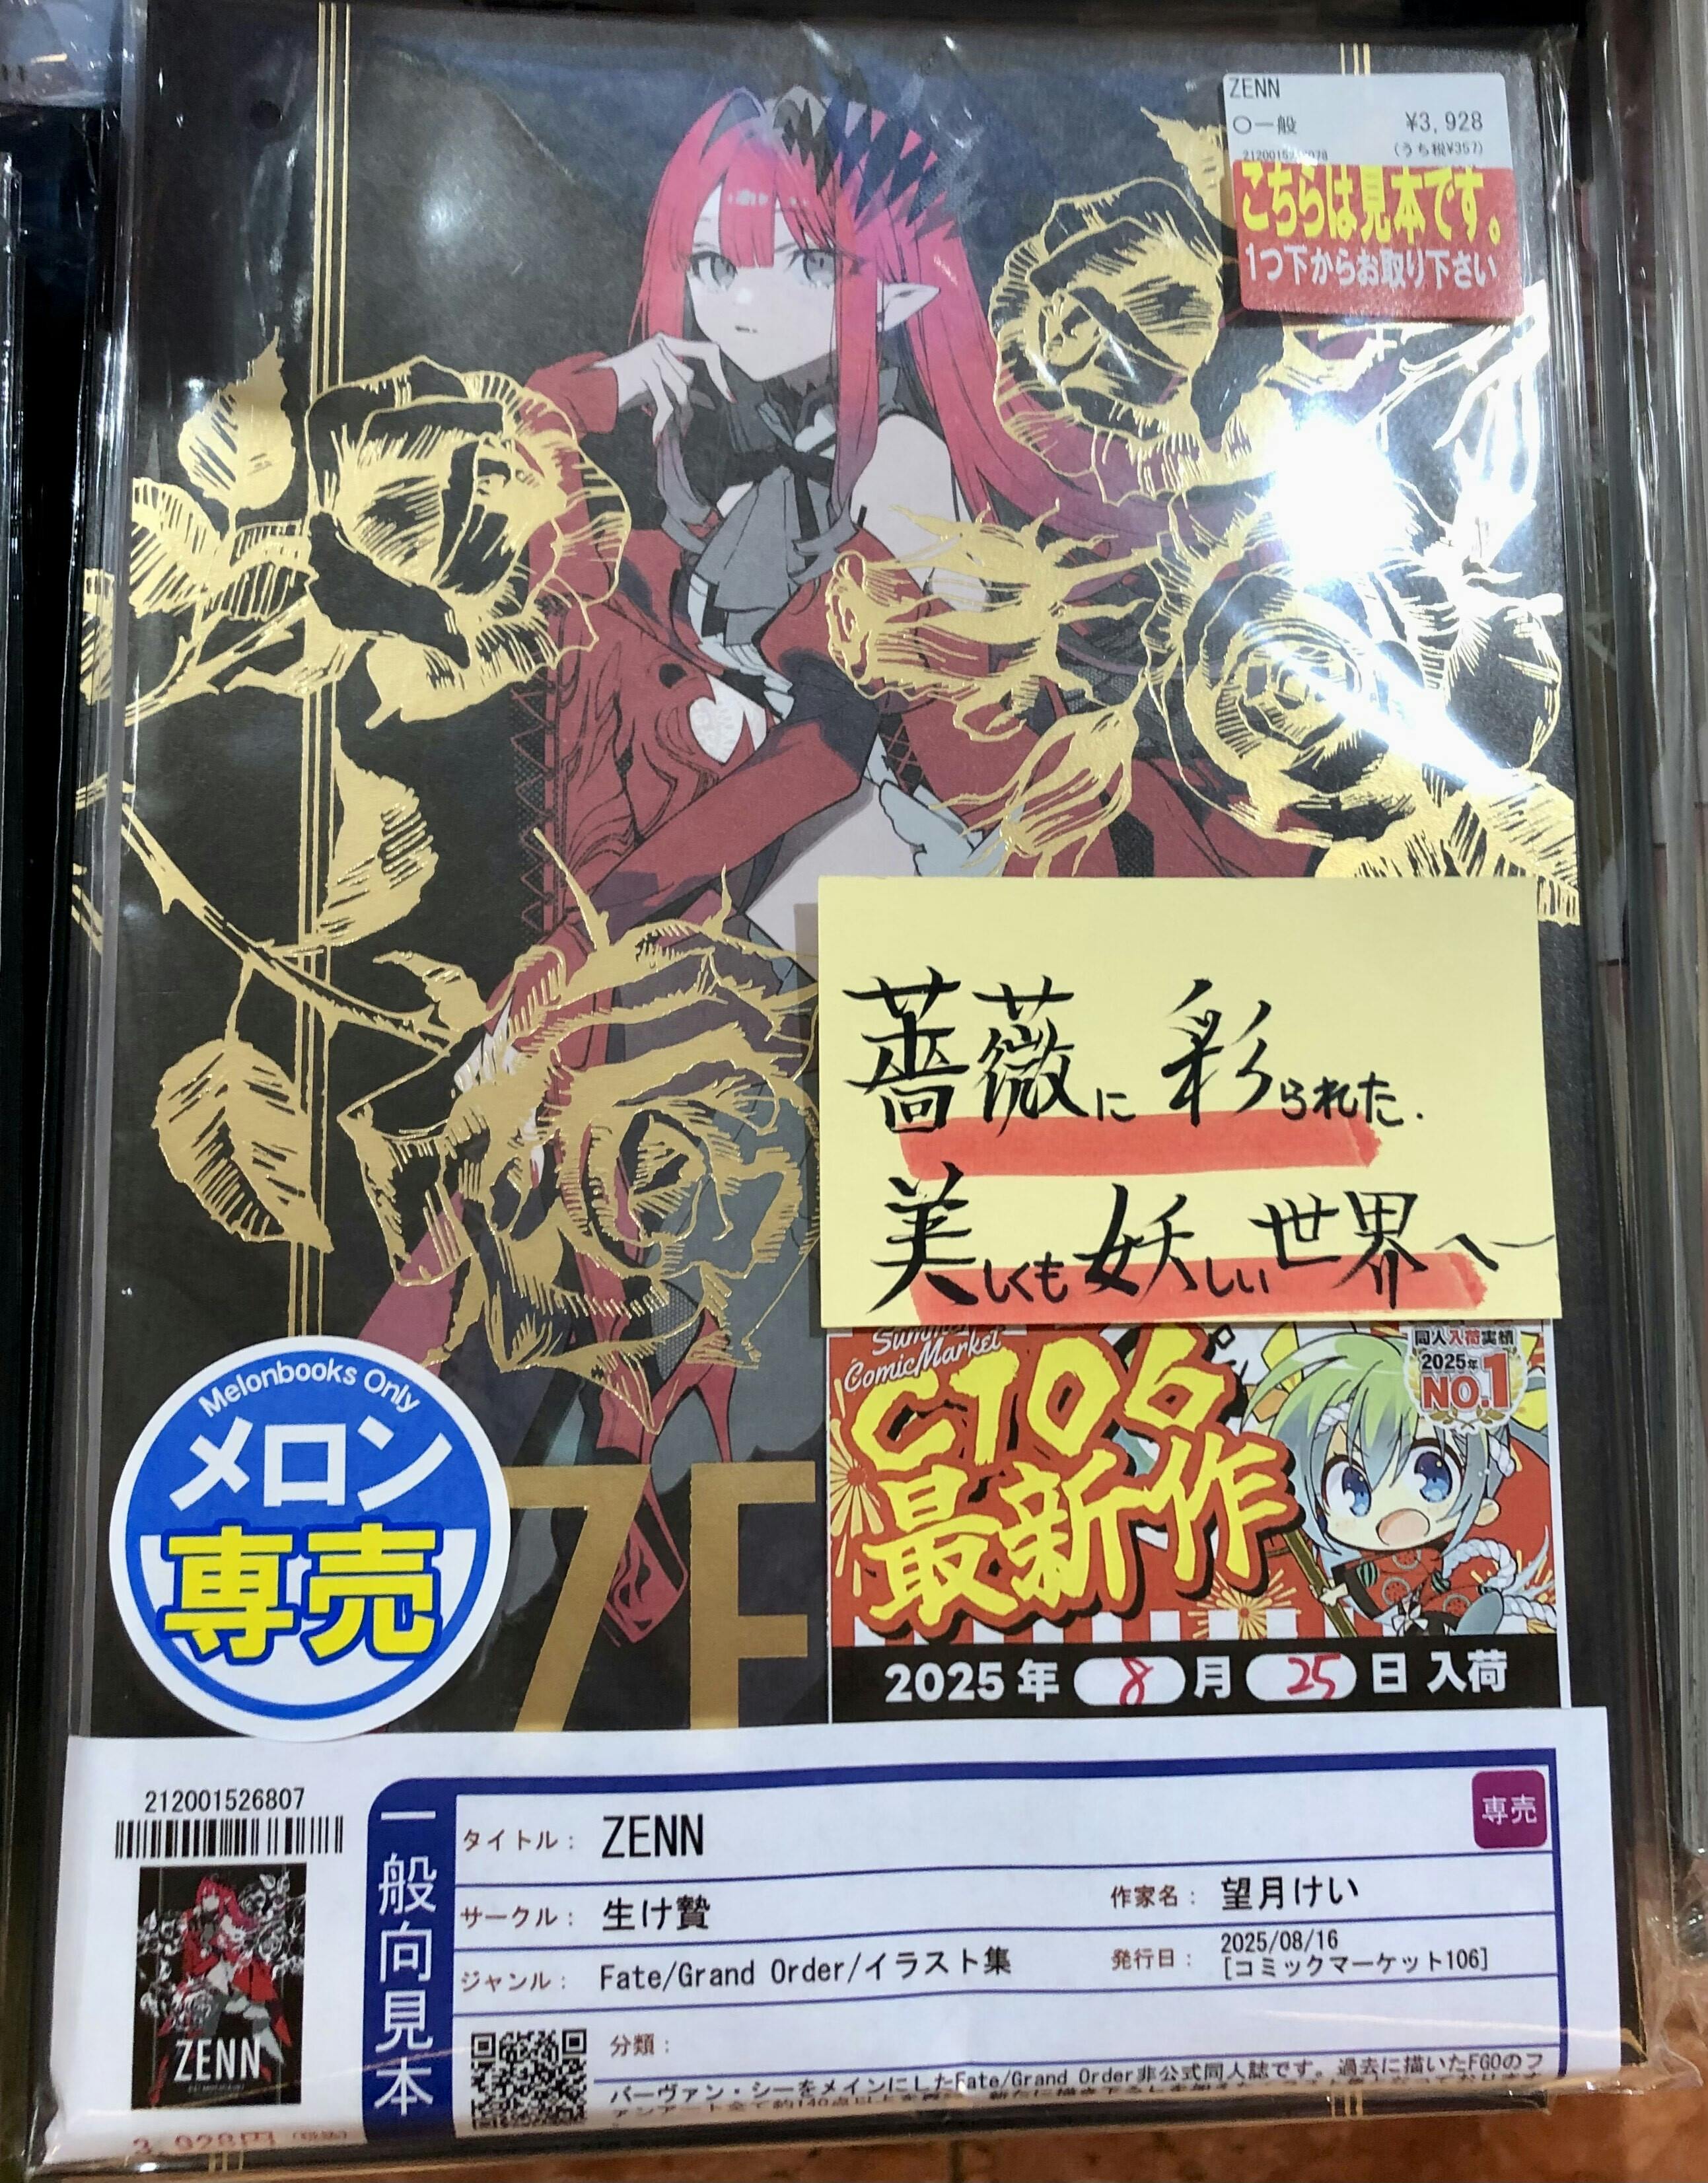 ZENN
〇一般 ¥3,928
(うち税¥357)
こちらは見本です。
1つ下からお取り下さい
薔薇に彩られた.
美しくも妖しい世界へ―
Melonbooks Only
メロン
専売
Summer
ComicMarket
C106
最新作
同人入荷実績
2025年
NO.1
2025年 8月 25日 入荷
212001526807
一般向見本
専売
タイトル: ZENN
サークル: 生け贄 作家名: 望月けい
ジャンル: Fate/Grand Order/イラスト集 発行日: 2025/08/16
[コミックマーケット106]
ZENN
分類:
バーヴァン・シーをメインにしたFate/Grand Order非公式同人誌です。過去に描いたFGOのフ
3,928円